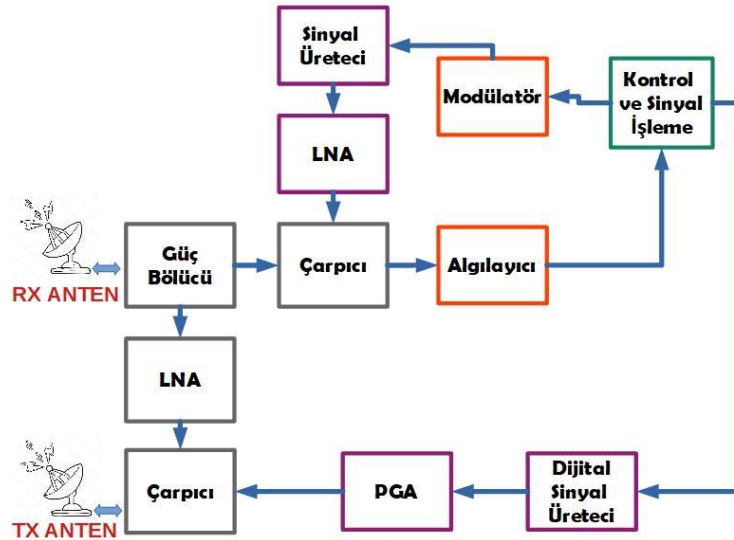 Sinyal
Üreteci
Modülatör
Kontrol
ve Sinyal
İşleme
LNA
RX ANTEN
Güç
Bölücü
Çarpıcı
Algılayıcı
LNA
TX ANTEN
Çarpıcı
PGA
Dijital
Sinyal
Üreteci